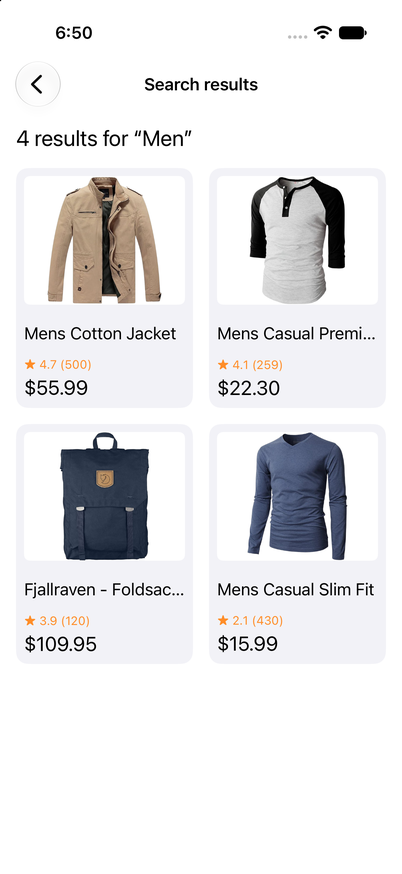 6:50
Search results
4 results for “Men”
Mens Cotton Jacket
★ 4.7 (500)
$55.99
Mens Casual Premi...
★ 4.1 (259)
$22.30
Fjallraven - Foldsac...
★ 3.9 (120)
$109.95
Mens Casual Slim Fit
★ 2.1 (430)
$15.99